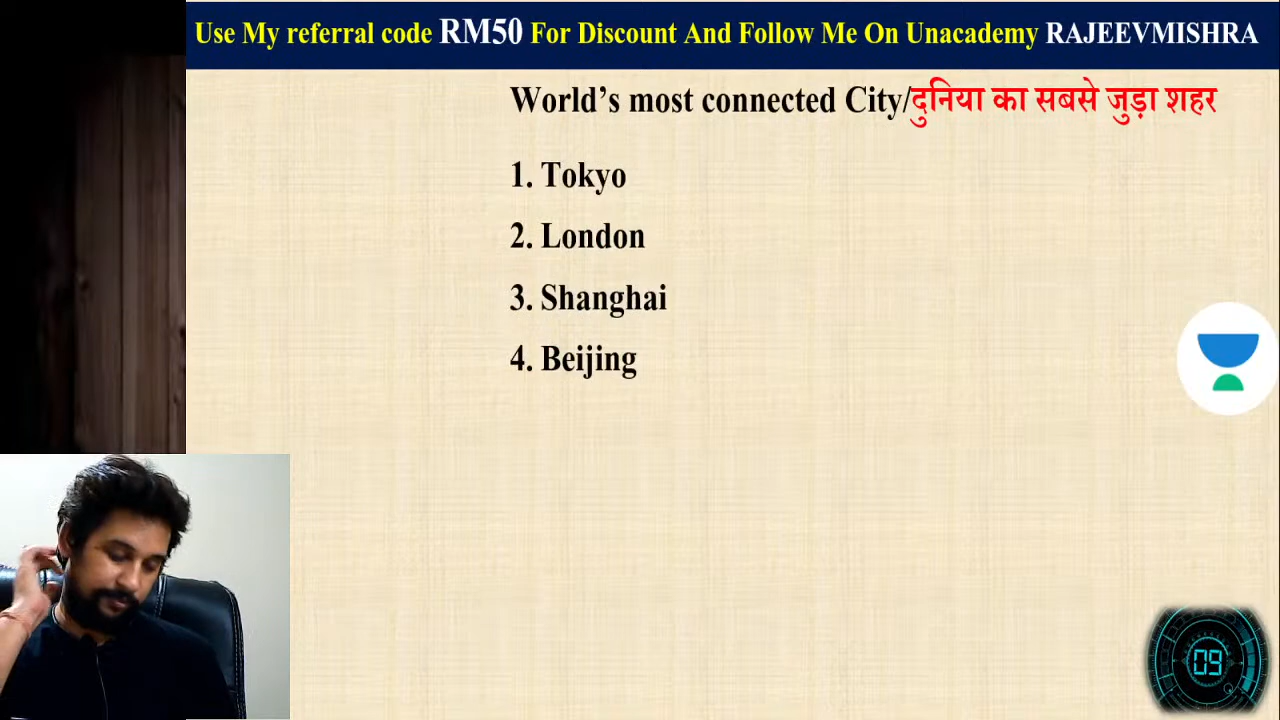 Use My referral code RM50 For Discount And Follow Me On Unacademy RAJEEVMISHRA
World's most connected City/दुनिया का सबसे जुड़ा शहर
1. Tokyo
2. London
3. Shanghai
4. Beijing
09